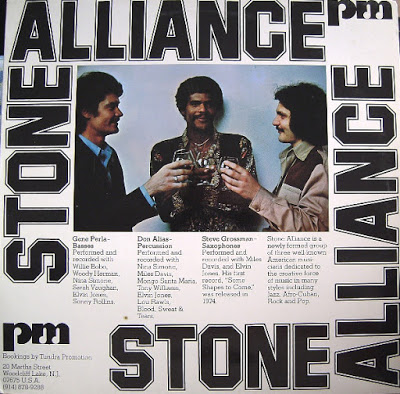 ALLIANCE
pm
STONE
ALLIANCE
Gene Perla-
Basses
Performed and
recorded with
Willie Bobo,
Woody Herman,
Nina Simone,
Sarah Vaughan,
Elvin Jones,
Sonny Rollins.
Don Alias-
Percussion
Performed and
recorded with
Nina Simone,
Miles Davis,
Mongo Santa Maria,
Tony Williams,
Elvin Jones,
Lou Rawls,
Blood, Sweat &
Tears.
Steve Grossman-
Saxophones
Performed and
recorded with Miles
Davis, and Elvin
Jones. His first
record, "Some
Shapes to Come,"
was released in
1974.
Stone Alliance is a
newly formed group
of three well known
American musi-
cians dedicated to
the creative force
of music in many
styles including
Jazz, Afro-Cuban,
Rock and Pop.
pm
STONE
Bookings by Tundra Promotion
20 Martha Street
Woodcliff Lake, N.J.
07675 U.S.A.